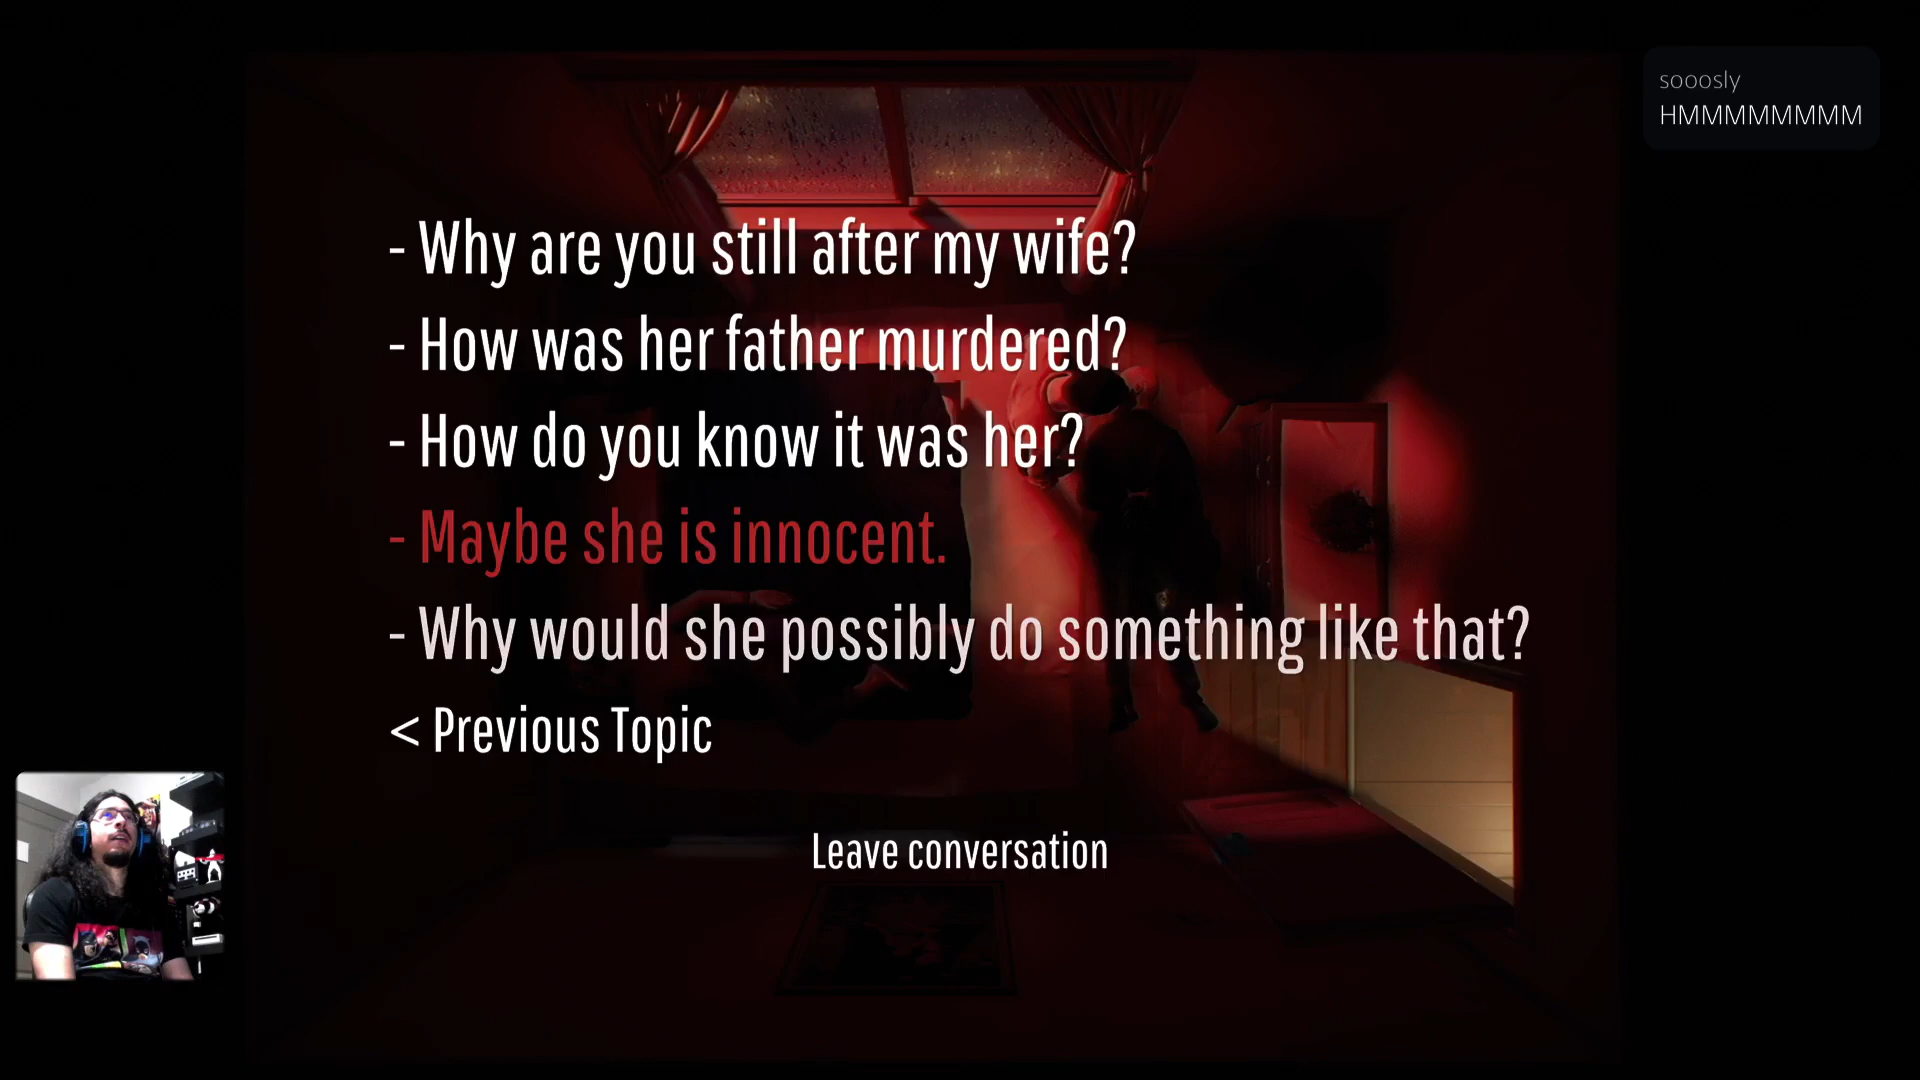 sooosly
HMMMMMMMM
- Why are you still after my wife?
- How was her father murdered?
- How do you know it was her?
- Maybe she is innocent.
- Why would she possibly do something like that?
< Previous Topic
Leave conversation